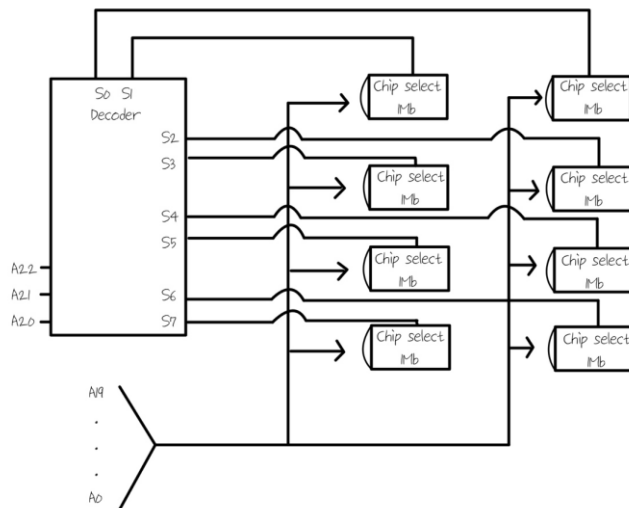 S0 S1
Decoder
S2
S3
S4
S5
S6
S7
A22
A21
A20
A19
.
.
.
A0
Chip select
1Mb
Chip select
1Mb
Chip select
1Mb
Chip select
1Mb
Chip select
1Mb
Chip select
1Mb
Chip select
1Mb
Chip select
1Mb